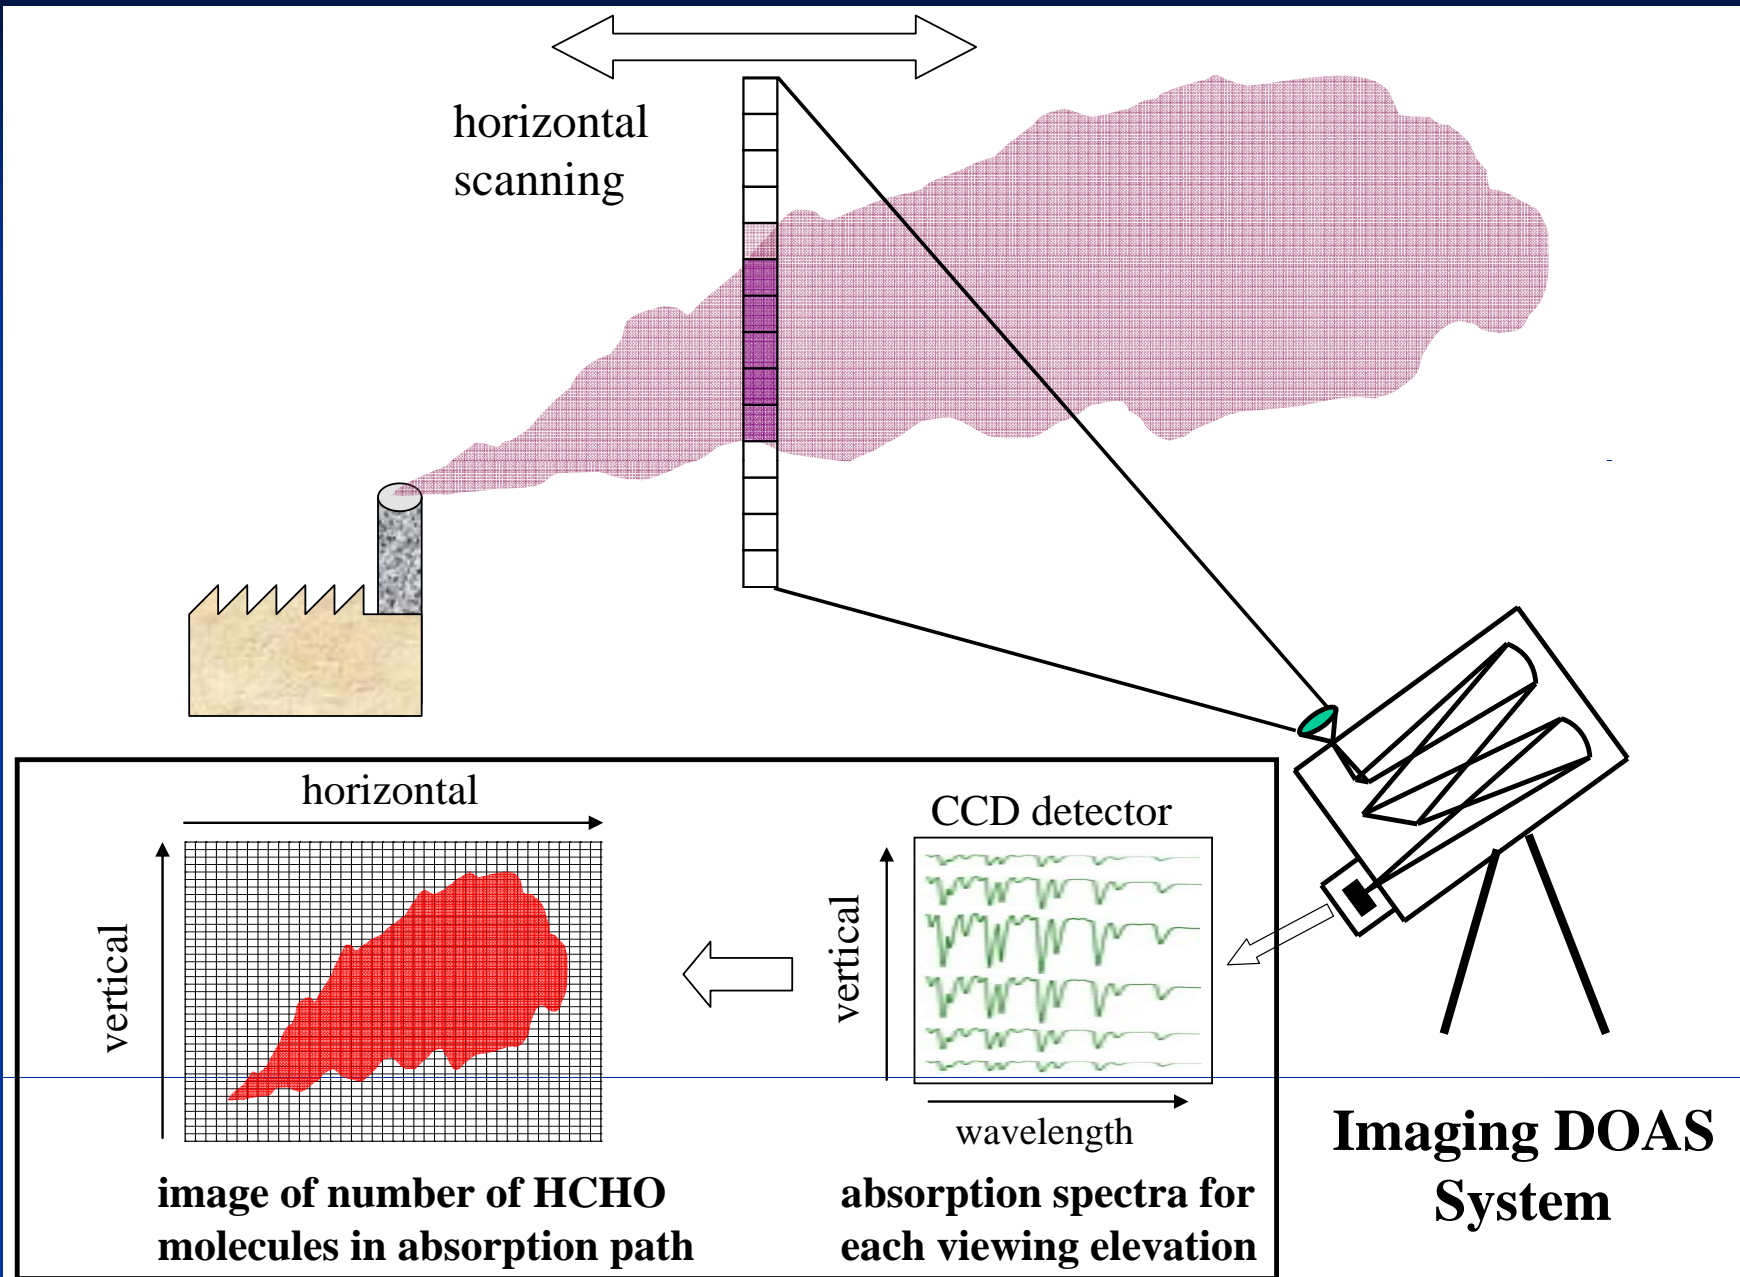 horizontal
scanning
horizontal
vertical
CCD detector
vertical
wavelength
image of number of HCHO
molecules in absorption path
absorption spectra for
each viewing elevation
Imaging DOAS
System